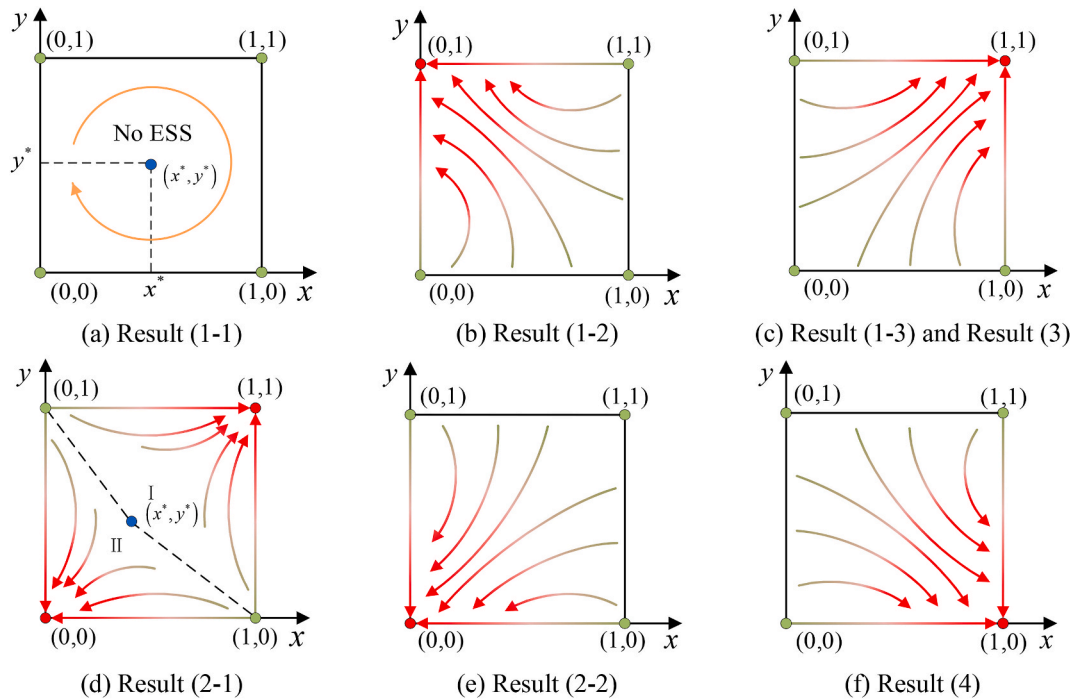 y
(0,1) (1,1)
No ESS
y*
(x*, y*)
(0,0) x* (1,0) x
(a) Result (1-1)
y
(0,1) (1,1)
(0,0) (1,0) x
(b) Result (1-2)
y
(0,1) (1,1)
(0,0) (1,0) x
(c) Result (1-3) and Result (3)
y
(0,1) (1,1)
I
(x*, y*)
II
(0,0) (1,0) x
(d) Result (2-1)
y
(0,1) (1,1)
(0,0) (1,0) x
(e) Result (2-2)
y
(0,1) (1,1)
(0,0) (1,0) x
(f) Result (4)